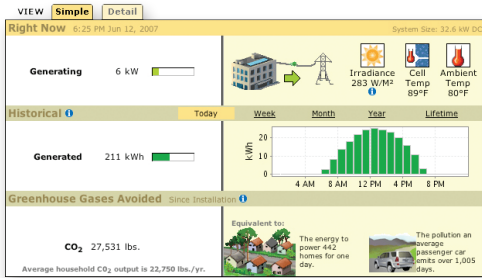 VIEW Simple Detail
Right Now 6:25 PM Jun 12, 2007 System Size: 32.6 kW DC
Generating 6 kW
Irradiance Cell Ambient
283 W/M² Temp Temp
89°F 80°F
Historical Today Week Month Year Lifetime
Generated 211 kWh
kWh
20
10
0
4 AM 8 AM 12 PM 4 PM 8 PM
Greenhouse Gases Avoided Since Installation
Equivalent to:
CO2 27,531 lbs.
Average household CO2 output is 22,750 lbs./yr.
The energy to
power 442
homes for one
day.
The pollution an
average
passenger car
emits over 1,005
days.